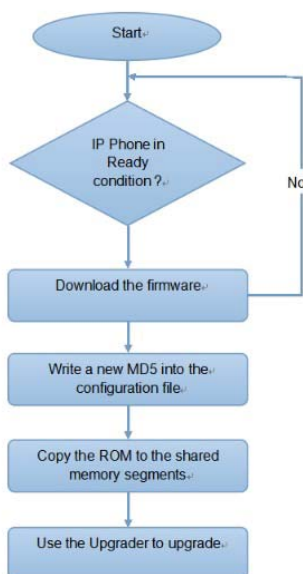 Start
IP Phone in
Ready
condition ?
No
Download the firmware
Write a new MD5 into the
configuration file
Copy the ROM to the shared
memory segments
Use the Upgrader to upgrade